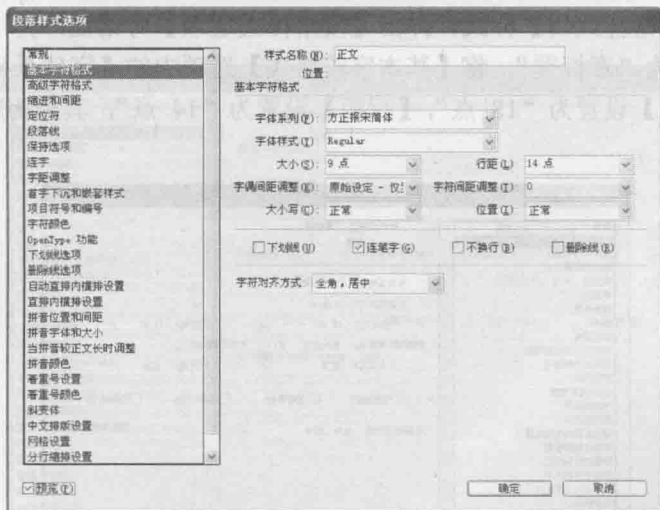 段落样式选项
常规
基本字符格式
高级字符格式
缩进和间距
定位符
段落线
保持选项
连字
字距调整
首字下沉和嵌套样式
项目符号和编号
字符颜色
OpenType 功能
下划线选项
删除线选项
自动直排内横排设置
直排内横排设置
拼音位置和间距
拼音字体和大小
当拼音较正文长时调整
拼音颜色
着重号设置
着重号颜色
斜变体
中文排版设置
网格设置
分行缩排设置
样式名称(N): 正文
位置
基本字符格式
字体系列(F): 方正报宋简体
字体样式(Y): Regular
大小(S): 9 点 行距(L) 14 点
字偶间距调整(K): 原始设定 - 仅 字符间距调整(T): 0
大小写(C): 正常 位置(I): 正常
下划线(U) 连笔字(G) 不换行(B) 删除线(R)
字符对齐方式 全角，居中
预览(P) 确定 取消